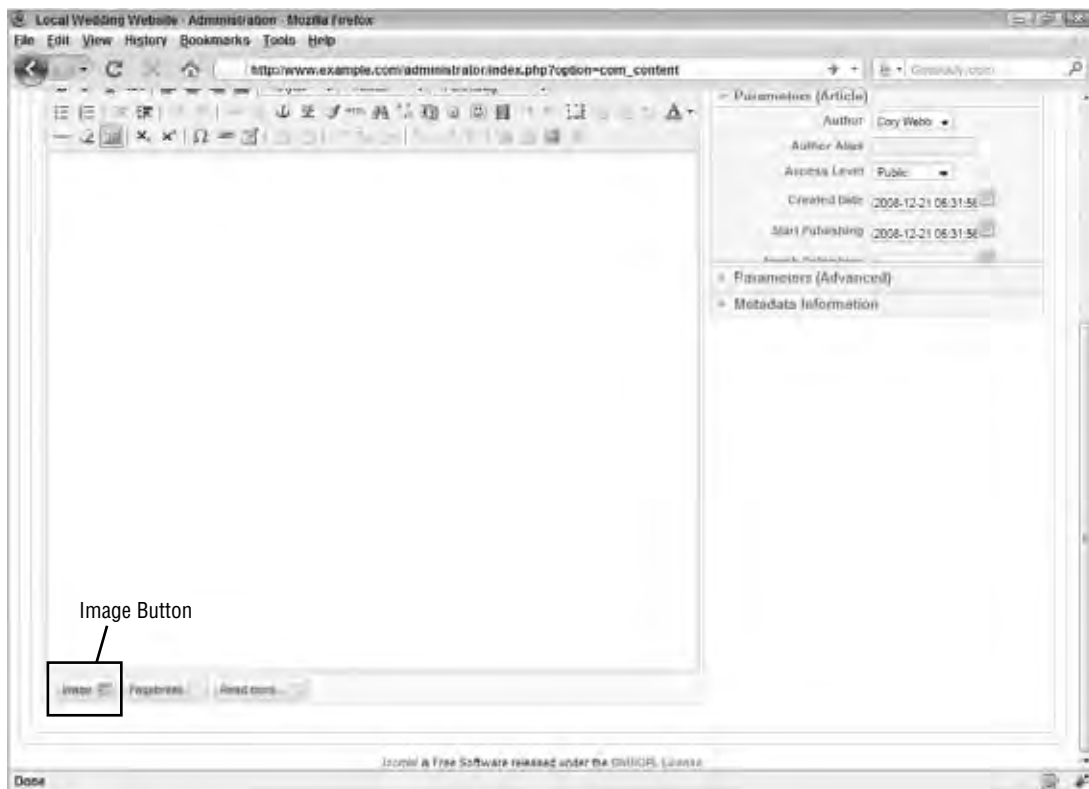 Local Wedding Website - Administration - Mozilla Firefox
File Edit View History Bookmarks Tools Help
http://www.example.com/administrator/index.php?option=com_content
Parameters (Article)
Author Cory Webb
Author Alias
Access Level Public
Created Date 2008-12-21 06:31:56
Start Publishing 2008-12-21 06:31:56
Parameters (Advanced)
Metadata Information
Image Button
Image Pagebreak Read more...
Joomla! is Free Software released under the GNU/GPL License.
Done